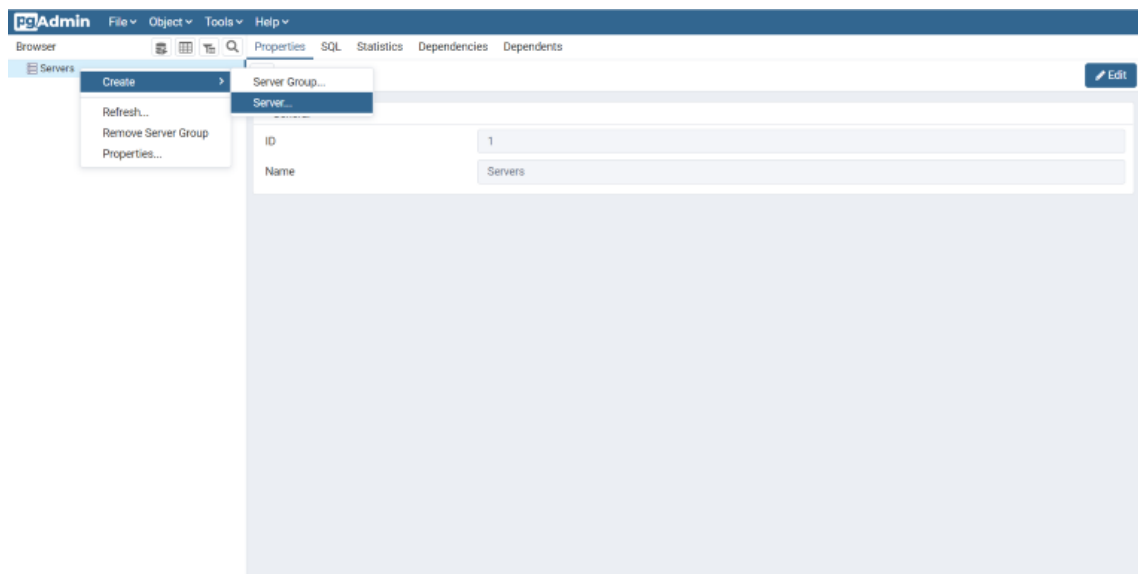 pgAdmin File Object Tools Help
Browser Properties SQL Statistics Dependencies Dependents
Servers
Create
Refresh...
Remove Server Group
Properties...
Server Group...
Server...
Edit
General
ID 1
Name Servers